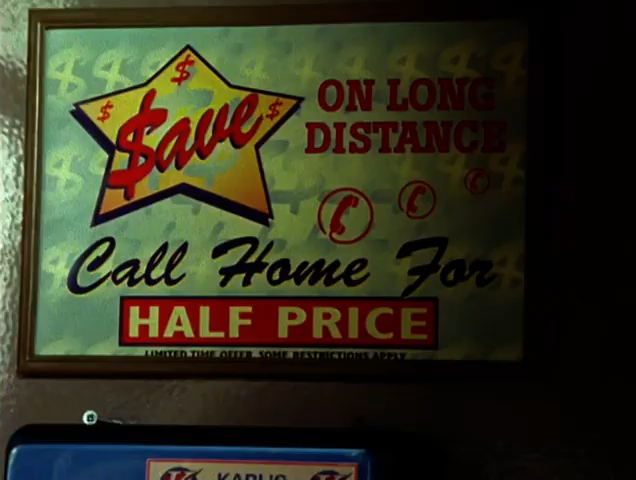 $ave
ON LONG
DISTANCE
Call Home For
HALF PRICE
LIMITED TIME OFFER. SOME RESTRICTIONS APPLY